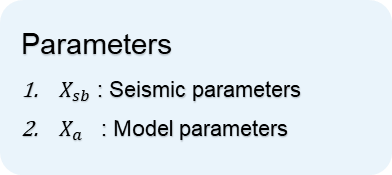 Parameters
1. X_sb : Seismic parameters
2. X_a : Model parameters